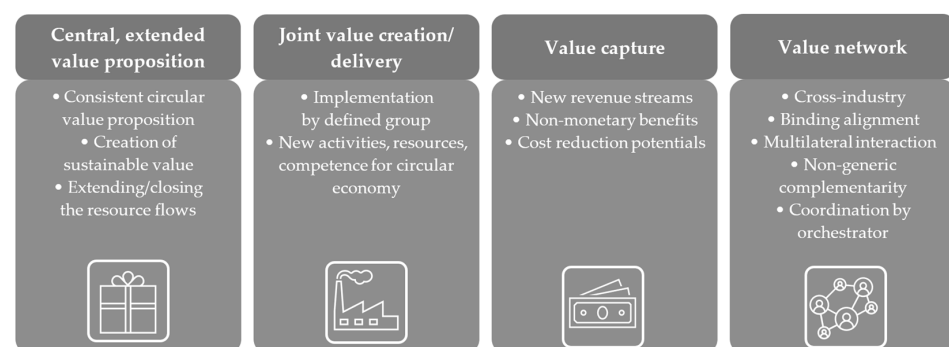 Central, extended
value proposition
• Consistent circular
value proposition
• Creation of
sustainable value
• Extending/closing
the resource flows
Joint value creation/
delivery
• Implementation
by defined group
• New activities, resources,
competence for circular
economy
Value capture
• New revenue streams
• Non-monetary benefits
• Cost reduction potentials
Value network
• Cross-industry
• Binding alignment
• Multilateral interaction
• Non-generic
complementarity
• Coordination by
orchestrator